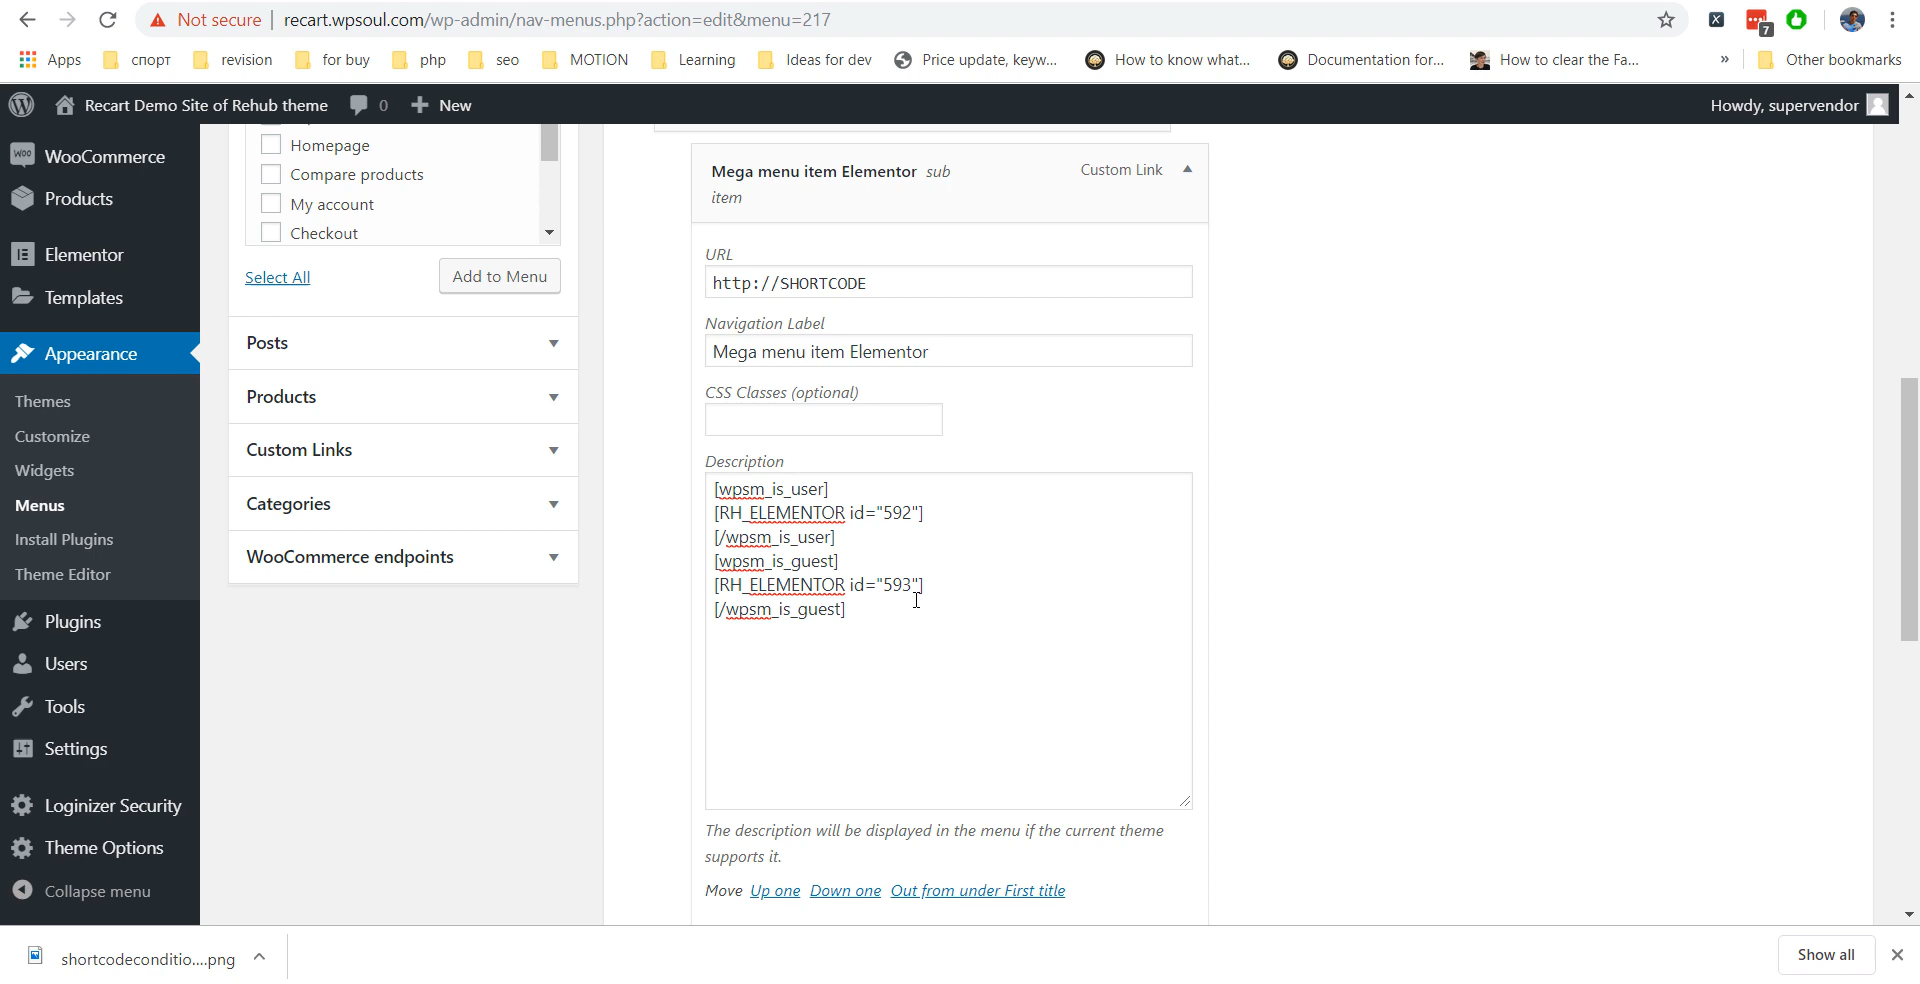 Not secure | recart.wpsoul.com/wp-admin/nav-menus.php?action=edit&menu=217
7
Apps спорт revision for buy php seo MOTION Learning Ideas for dev Price update, keyw... How to know what... Documentation for... How to clear the Fa... » Other bookmarks
Recart Demo Site of Rehub theme 0 + New Howdy, supervendor
WooCommerce
Products
Elementor
Templates
Appearance
Themes
Customize
Widgets
Menus
Install Plugins
Theme Editor
Plugins
Users
Tools
Settings
Loginizer Security
Theme Options
Collapse menu
Homepage
Compare products
My account
Checkout
Select All Add to Menu
Posts
Products
Custom Links
Categories
WooCommerce endpoints
Mega menu item Elementor sub Custom Link
item
URL
http://SHORTCODE
Navigation Label
Mega menu item Elementor
CSS Classes (optional)
Description
[wpsm_is_user]
[RH_ELEMENTOR id="592"]
[/wpsm_is_user]
[wpsm_is_guest]
[RH_ELEMENTOR id="593"]
[/wpsm_is_guest]
The description will be displayed in the menu if the current theme
supports it.
Move Up one Down one Out from under First title
shortcodeconditio....png Show all